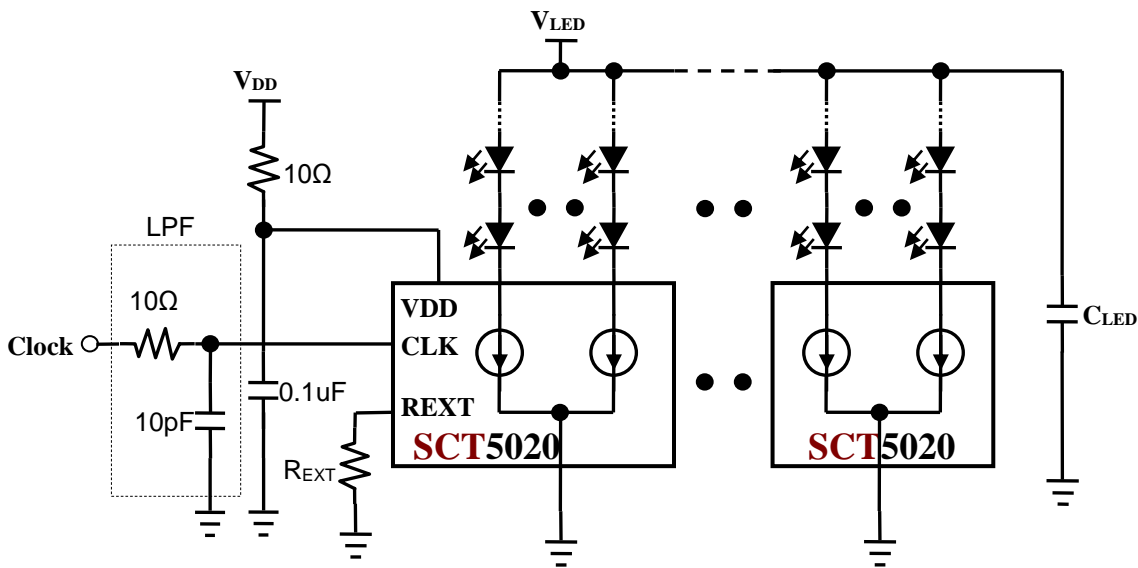 VLED
VDD
10Ω
LPF
10Ω
VDD
Clock
CLK
CLED
0.1uF
REXT
10pF
SCT5020
SCT5020
REXT